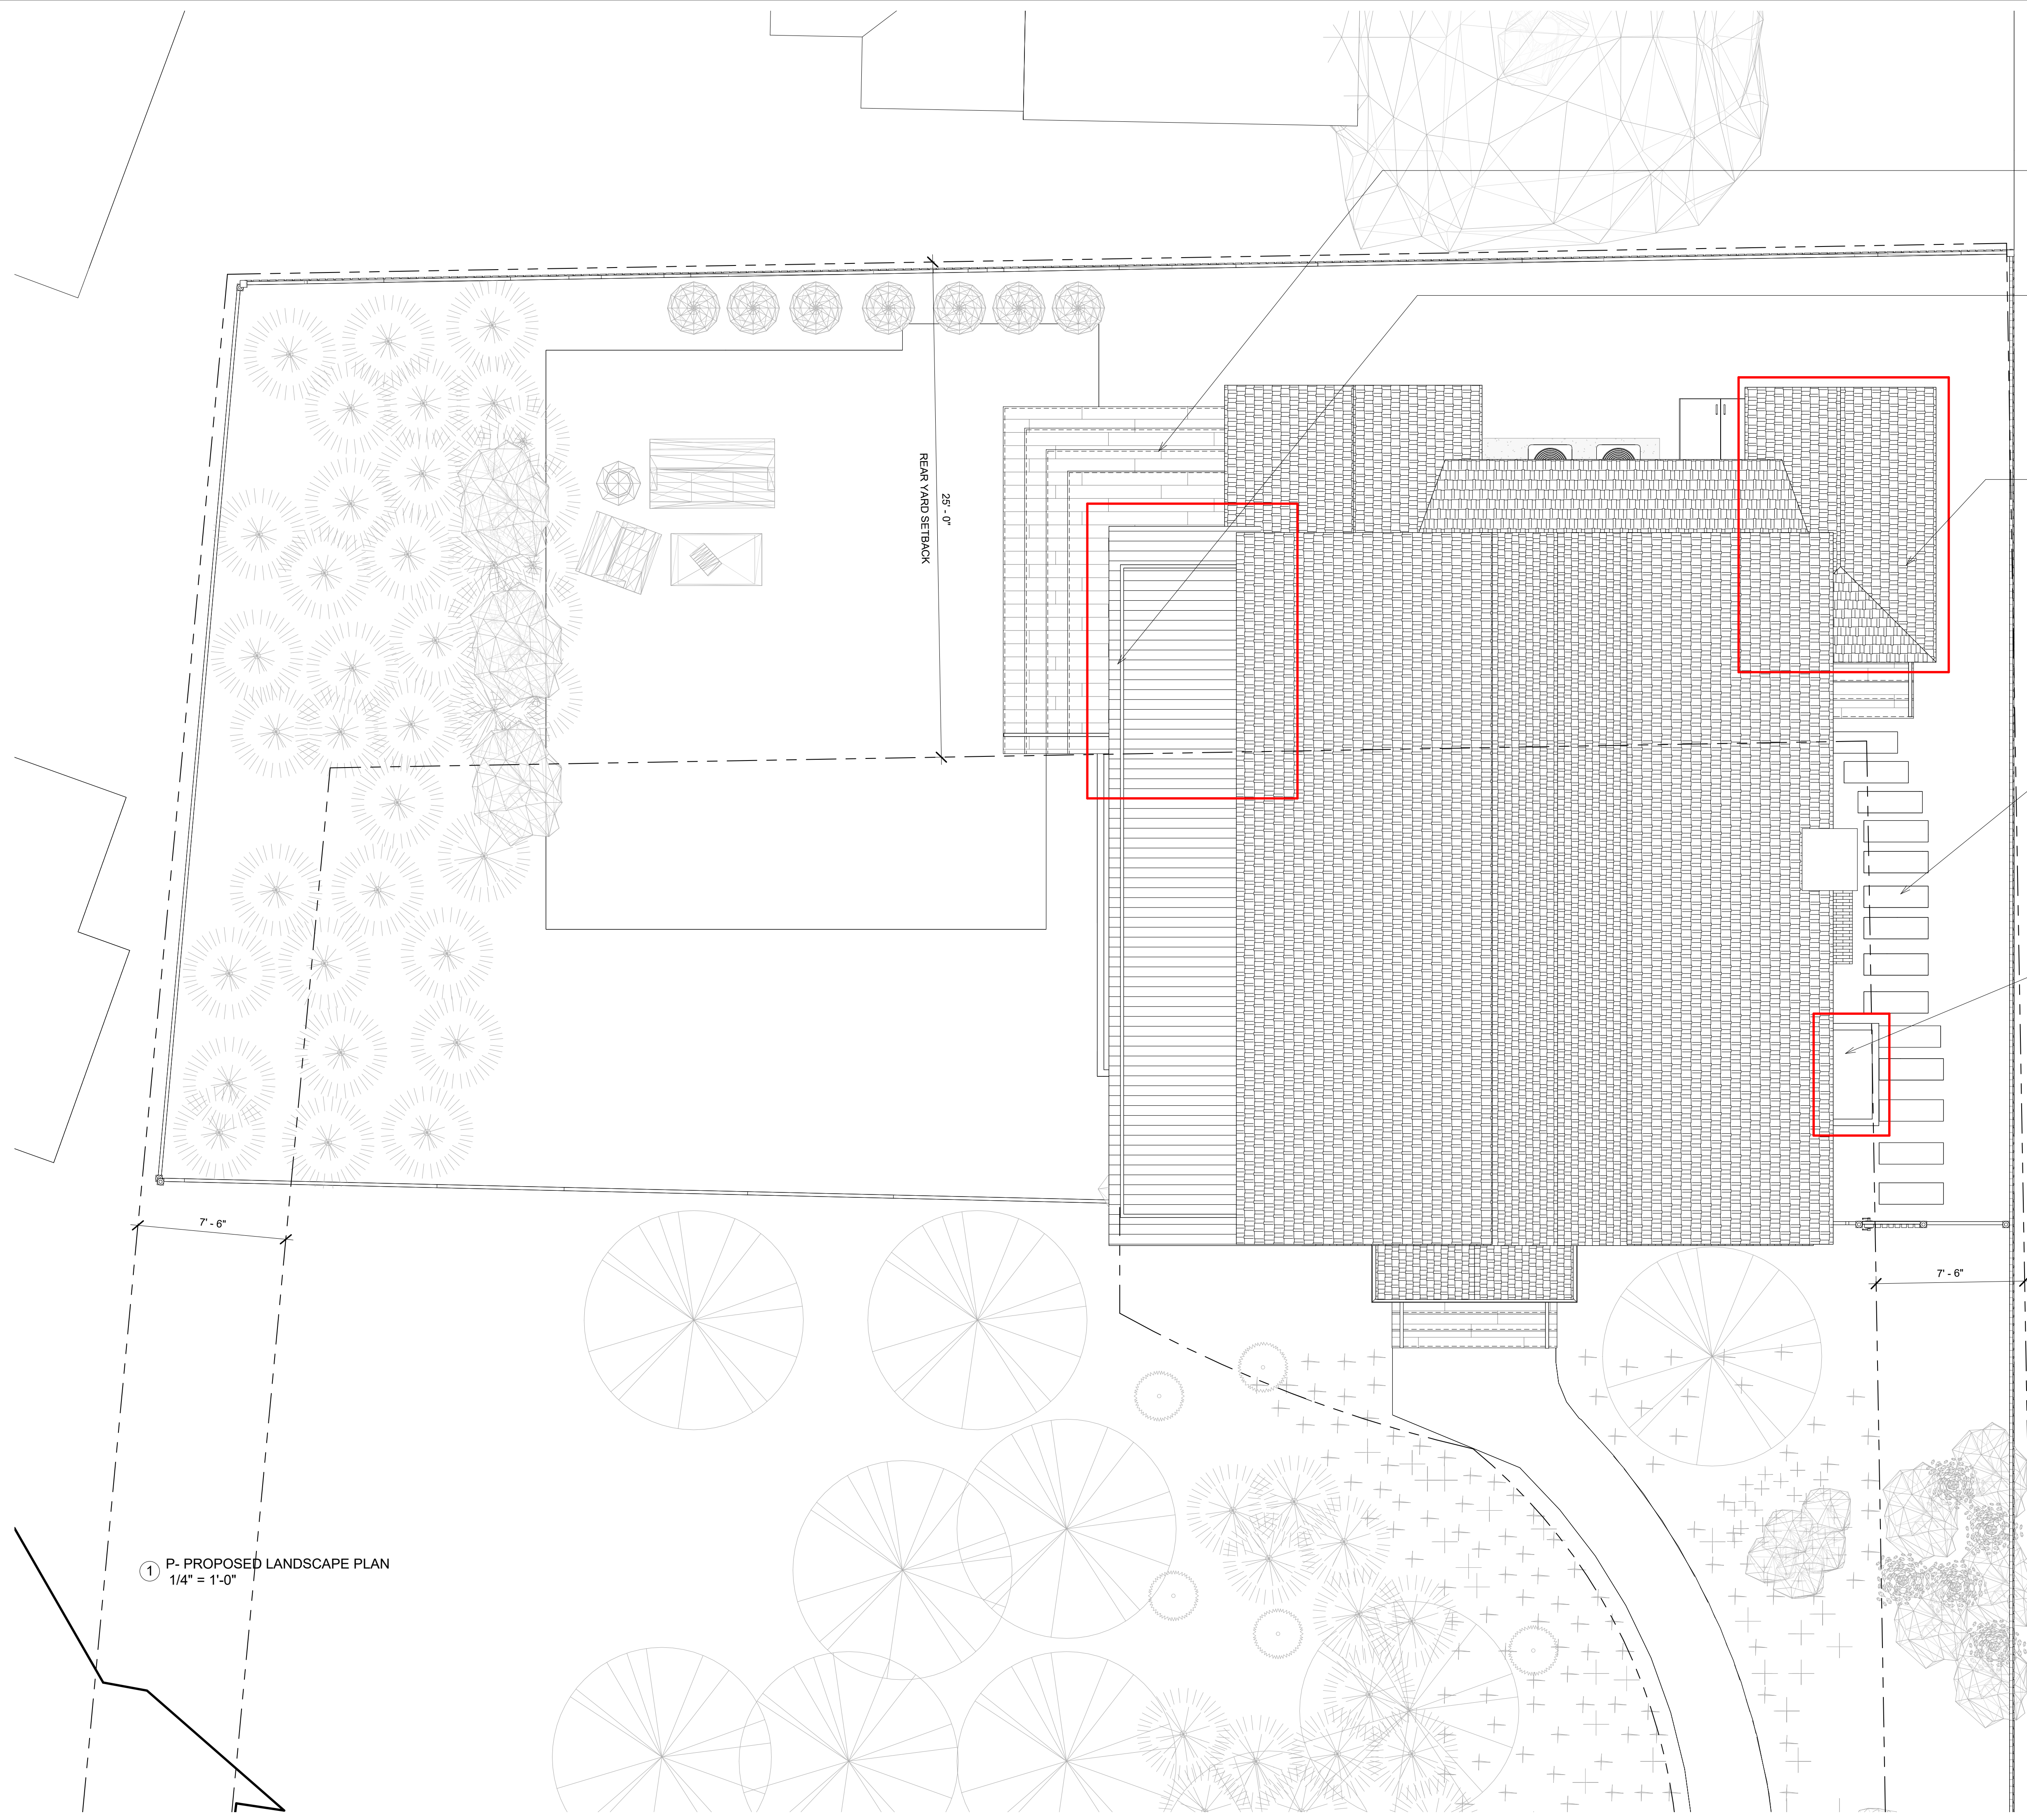 25' - 0"
REAR YARD SETBACK
7' - 6"
7' - 6"
1
P- PROPOSED LANDSCAPE PLAN
1/4" = 1'-0"